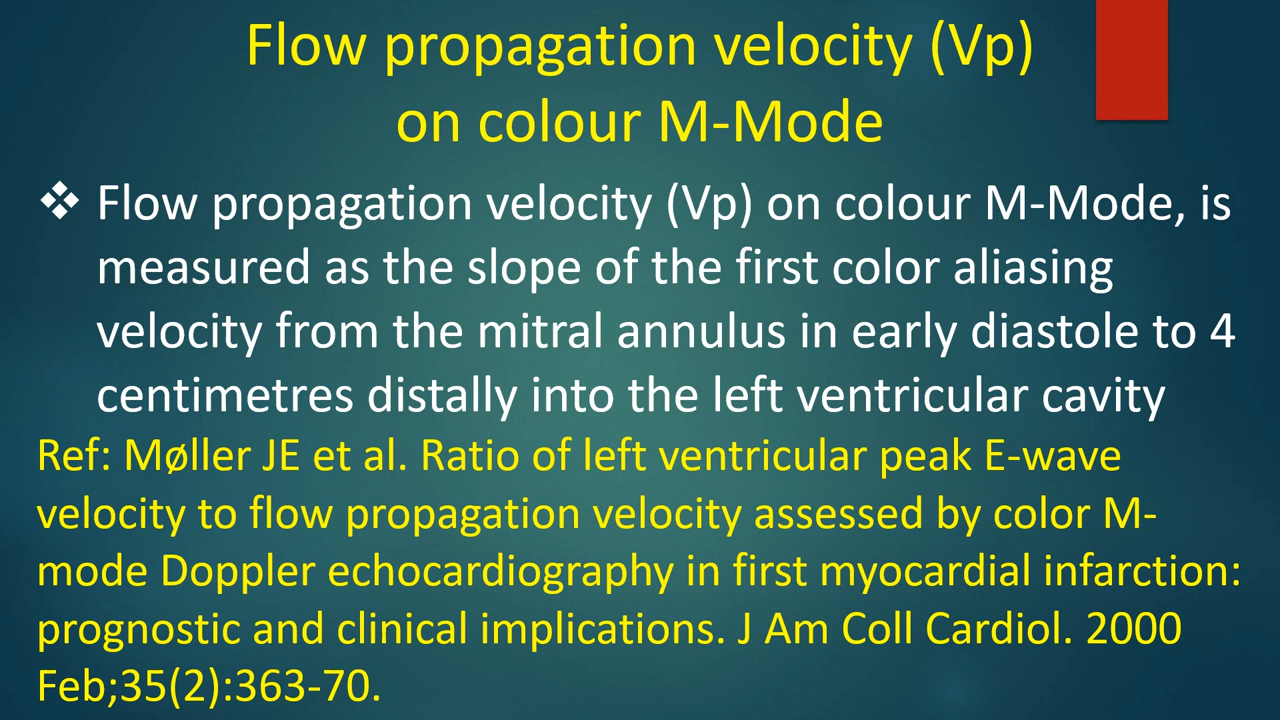 Flow propagation velocity (Vp)
on colour M-Mode
❖ Flow propagation velocity (Vp) on colour M-Mode, is
measured as the slope of the first color aliasing
velocity from the mitral annulus in early diastole to 4
centimetres distally into the left ventricular cavity
Ref: Møller JE et al. Ratio of left ventricular peak E-wave
velocity to flow propagation velocity assessed by color M-
mode Doppler echocardiography in first myocardial infarction:
prognostic and clinical implications. J Am Coll Cardiol. 2000
Feb;35(2):363-70.